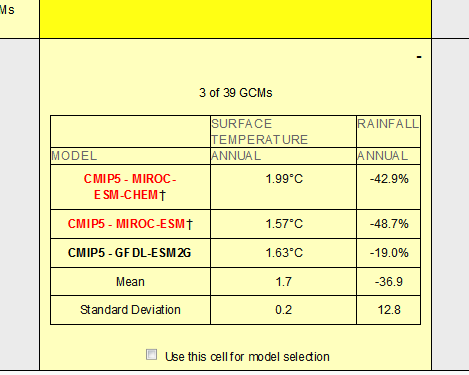 Ms
-
3 of 39 GCMs
SURFACE RAINFALL
TEMPERATURE
MODEL ANNUAL ANNUAL
CMIP5 - MIROC- 1.99°C -42.9%
ESM-CHEM†
CMIP5 - MIROC-ESM† 1.57°C -48.7%
CMIP5 - GFDL-ESM2G 1.63°C -19.0%
Mean 1.7 -36.9
Standard Deviation 0.2 12.8
Use this cell for model selection